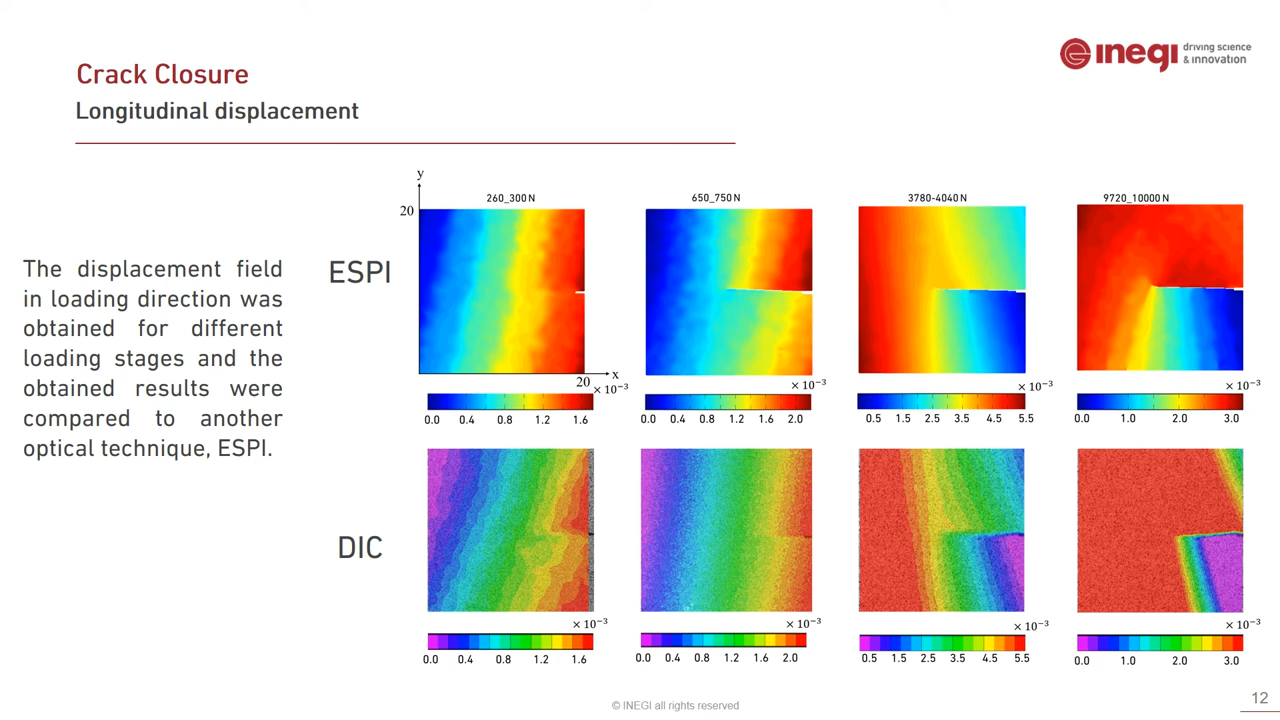 inegi driving science
& innovation
Crack Closure
Longitudinal displacement
The displacement field
in loading direction was
obtained for different
loading stages and the
obtained results were
compared to another
optical technique, ESPI.
ESPI
y
20
260_300 N
20 x
× 10⁻³
0.0 0.4 0.8 1.2 1.6
650_750 N
× 10⁻³
0.0 0.4 0.8 1.2 1.6 2.0
3780-4040 N
× 10⁻³
0.5 1.5 2.5 3.5 4.5 5.5
9720_10000 N
× 10⁻³
0.0 1.0 2.0 3.0
DIC
× 10⁻³
0.0 0.4 0.8 1.2 1.6
× 10⁻³
0.0 0.4 0.8 1.2 1.6 2.0
× 10⁻³
0.5 1.5 2.5 3.5 4.5 5.5
× 10⁻³
0.0 1.0 2.0 3.0
© INEGI all rights reserved
12